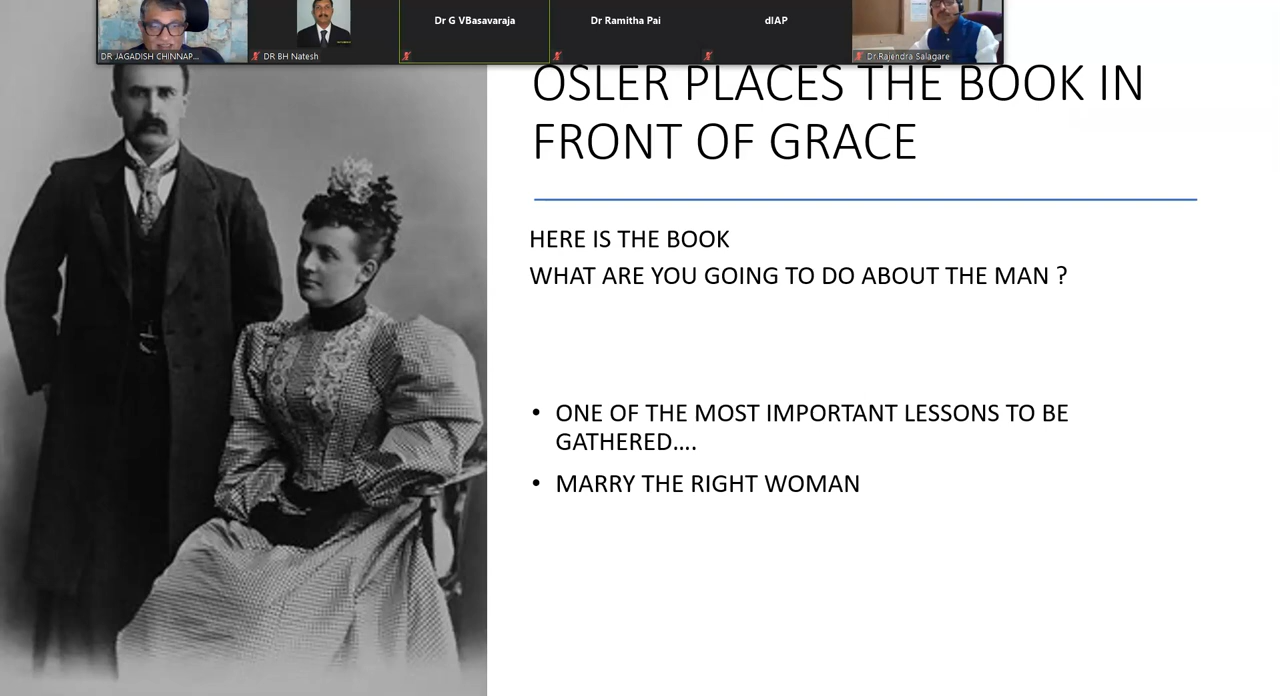 DR JAGADISH CHINNAP...
DR BH Natesh
Dr G VBasavaraja
Dr Ramitha Pai
dIAP
Dr.Rajendra Salagare
OSLER PLACES THE BOOK IN
FRONT OF GRACE
HERE IS THE BOOK
WHAT ARE YOU GOING TO DO ABOUT THE MAN ?
• ONE OF THE MOST IMPORTANT LESSONS TO BE
GATHERED....
• MARRY THE RIGHT WOMAN